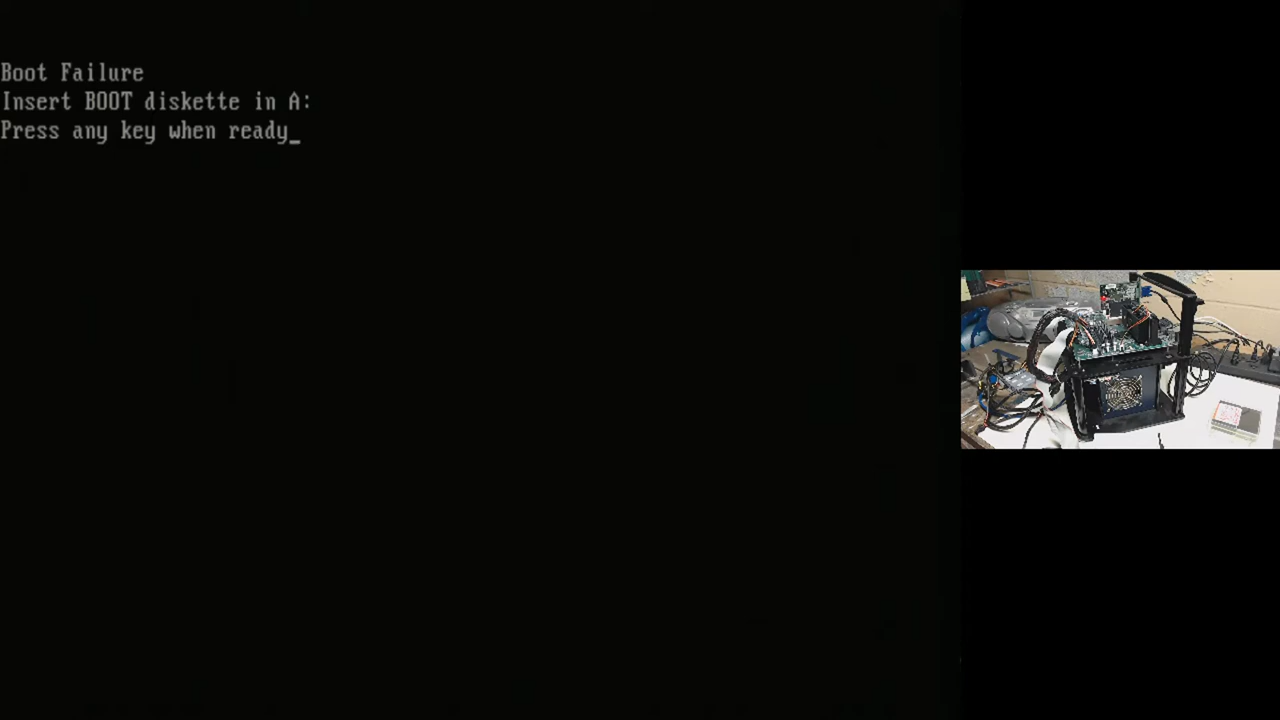 Boot Failure
Insert BOOT diskette in A:
Press any key when ready_